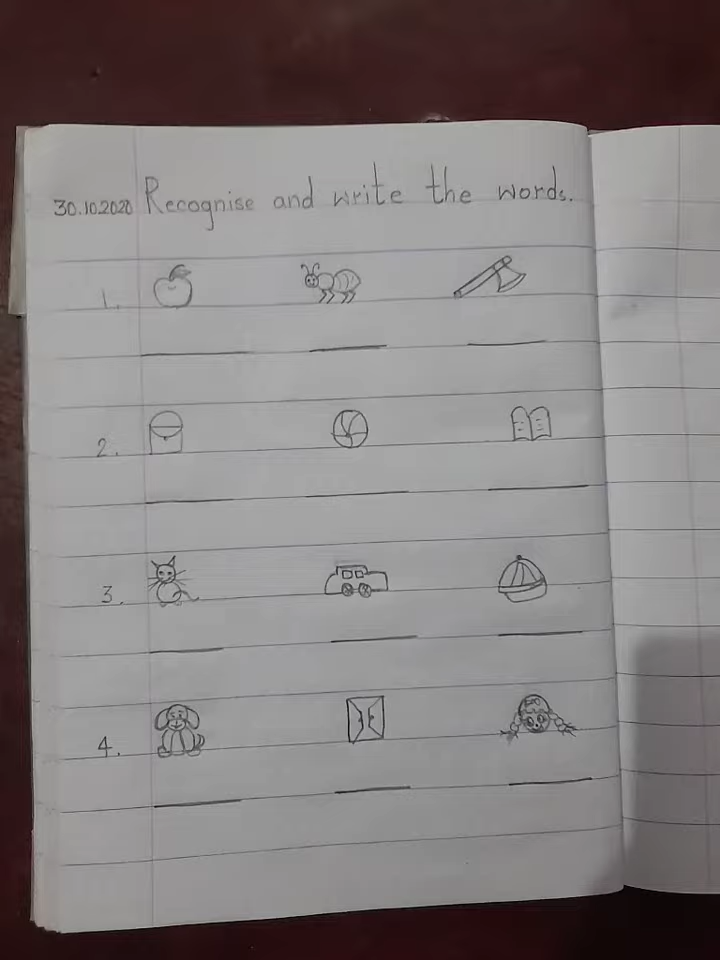 30.10.2020 Recognise and write the words.
1.
2.
3.
4.